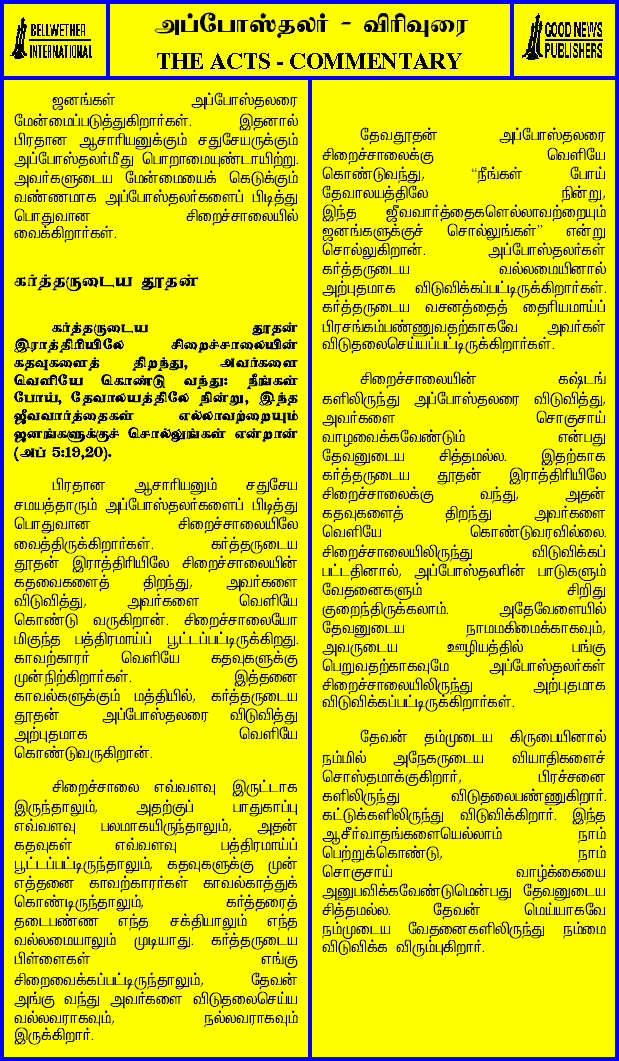 BELLWETHER
INTERNATIONAL
அப்போஸ்தலர் - விரிவுரை
THE ACTS - COMMENTARY
GOOD NEWS
PUBLISHERS
ஜனங்கள் அப்போஸ்தலரை
மேன்மைப்படுத்துகிறார்கள். இதனால்
பிரதான ஆசாரியனுக்கும் சதுசேயருக்கும்
அப்போஸ்தலர்மீது பொறாமையுண்டாயிற்று.
அவர்களுடைய மேன்மையைக் கெடுக்கும்
வண்ணமாக அப்போஸ்தலர்களைப் பிடித்து
பொதுவான சிறைச்சாலையில்
வைக்கிறார்கள்.
கர்த்தருடைய தூதன்
கர்த்தருடைய தூதன்
இராத்திரியிலே சிறைச்சாலையின்
கதவுகளைத் திறந்து, அவர்களை
வெளியே கொண்டு வந்து: நீங்கள்
போய், தேவாலயத்திலே நின்று, இந்த
ஜீவவார்த்தைகள் எல்லாவற்றையும்
ஜனங்களுக்குச் சொல்லுங்கள் என்றான்
(அப் 5:19,20).
பிரதான ஆசாரியனும் சதுசேய
சமயத்தாரும் அப்போஸ்தலர்களைப் பிடித்து
பொதுவான சிறைச்சாலையிலே
வைத்திருக்கிறார்கள். கர்த்தருடைய
தூதன் இராத்திரியிலே சிறைச்சாலையின்
கதவைகளைத் திறந்து, அவர்களை
விடுவித்து, அவர்களை வெளியே
கொண்டு வருகிறான். சிறைச்சாலையோ
மிகுந்த பத்திரமாய்ப் பூட்டப்பட்டிருக்கிறது.
காவற்காரர் வெளியே கதவுகளுக்கு
முன்நிற்கிறார்கள். இத்தனை
காவல்களுக்கும் மத்தியில், கர்த்தருடைய
தூதன் அப்போஸ்தலரை விடுவித்து
அற்புதமாக வெளியே
கொண்டுவருகிறான்.
சிறைச்சாலை எவ்வளவு இருட்டாக
இருந்தாலும், அதற்குப் பாதுகாப்பு
எவ்வளவு பலமாகயிருந்தாலும், அதன்
கதவுகள் எவ்வளவு பத்திரமாய்ப்
பூட்டப்பட்டிருந்தாலும், கதவுகளுக்கு முன்
எத்தனை காவற்காரர்கள் காவல்காத்துக்
கொண்டிருந்தாலும், கர்த்தரைத்
தடைபண்ண எந்த சக்தியாலும் எந்த
வல்லமையாலும் முடியாது. கர்த்தருடைய
பிள்ளைகள் எங்கு
சிறைவைக்கப்பட்டிருந்தாலும், தேவன்
அங்கு வந்து அவர்களை விடுதலைசெய்ய
வல்லவராகவும், நல்லவராகவும்
இருக்கிறார்.
தேவதூதன் அப்போஸ்தலரை
சிறைச்சாலைக்கு வெளியே
கொண்டுவந்து, “நீங்கள் போய்
தேவாலயத்திலே நின்று,
இந்த ஜீவவார்த்தைகளெல்லாவற்றையும்
ஜனங்களுக்குச் சொல்லுங்கள்” என்று
சொல்லுகிறான். அப்போஸ்தலர்கள்
கர்த்தருடைய வல்லமையினால்
அற்புதமாக விடுவிக்கப்பட்டிருக்கிறார்கள்.
கர்த்தருடைய வசனத்தைத் தைரியமாய்ப்
பிரசங்கம்பண்ணுவதற்காகவே அவர்கள்
விடுதலைசெய்யப்பட்டிருக்கிறார்கள்.
சிறைச்சாலையின் கஷ்டங்
களிலிருந்து அப்போஸ்தலரை விடுவித்து,
அவர்களை சொகுசாய்
வாழவைக்கவேண்டும் என்பது
தேவனுடைய சித்தமல்ல. இதற்காக
கர்த்தருடைய தூதன் இராத்திரியிலே
சிறைச்சாலைக்கு வந்து, அதன்
கதவுகளைத் திறந்து அவர்களை
வெளியே கொண்டுவரவில்லை.
சிறைச்சாலையிலிருந்து விடுவிக்கப்
பட்டதினால், அப்போஸ்தலரின் பாடுகளும்
வேதனைகளும் சிறிது
குறைந்திருக்கலாம். அதேவேளையில்
தேவனுடைய நாமமகிமைக்காகவும்,
அவருடைய ஊழியத்தில் பங்கு
பெறுவதற்காகவுமே அப்போஸ்தலர்கள்
சிறைச்சாலையிலிருந்து அற்புதமாக
விடுவிக்கப்பட்டிருக்கிறார்கள்.
தேவன் தம்முடைய கிருபையினால்
நம்மில் அநேகருடைய வியாதிகளைச்
சொஸ்தமாக்குகிறார், பிரச்சனை
களிலிருந்து விடுதலைபண்ணுகிறார்.
கட்டுக்களிலிருந்து விடுவிக்கிறார். இந்த
ஆசீர்வாதங்களையெல்லாம் நாம்
பெற்றுக்கொண்டு, நாம்
சொகுசாய் வாழ்க்கையை
அனுபவிக்கவேண்டுமென்பது தேவனுடைய
சித்தமல்ல. தேவன் மெய்யாகவே
நம்முடைய வேதனைகளிலிருந்து நம்மை
விடுவிக்க விரும்புகிறார்.